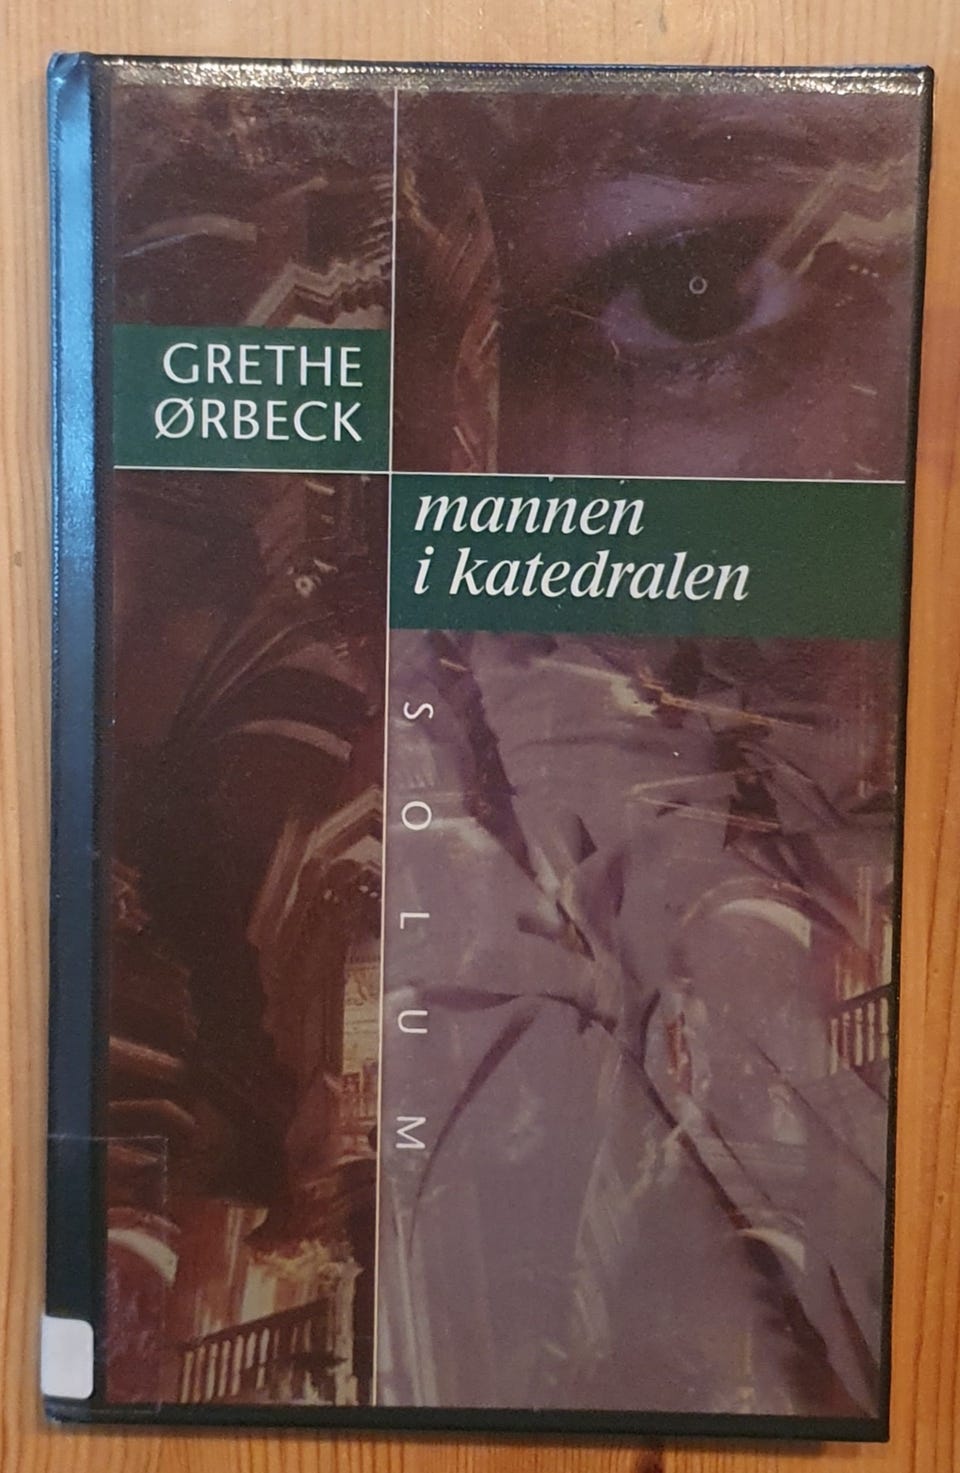 GRETHE
ØRBECK
mannen
i katedralen
SOLUM